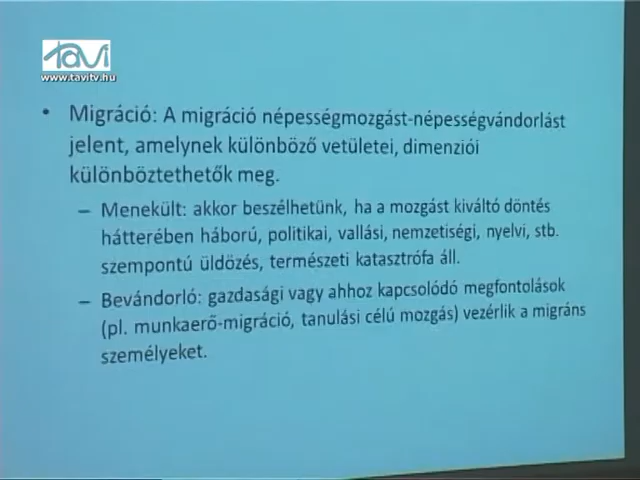 TaVi
www.tavitv.hu
• Migráció: A migráció népességmozgást-népességvándorlást
jelent, amelynek különböző vetületei, dimenziói
különböztethetők meg.
– Menekült: akkor beszélhetünk, ha a mozgást kiváltó döntés
hátterében háború, politikai, vallási, nemzetiségi, nyelvi, stb.
szempontú üldözés, természeti katasztrófa áll.
– Bevándorló: gazdasági vagy ahhoz kapcsolódó megfontolások
(pl. munkaerő-migráció, tanulási célú mozgás) vezérlik a migráns
személyeket.